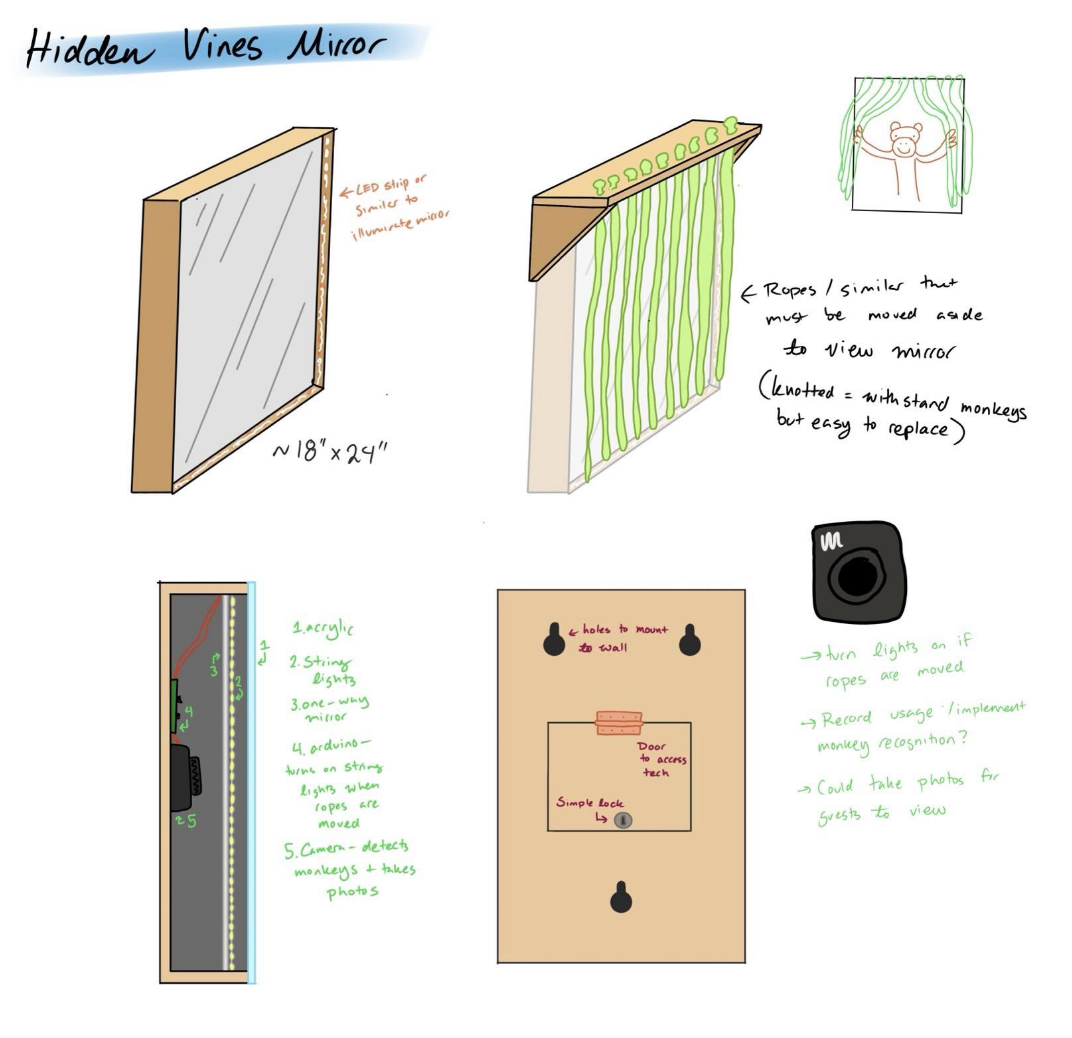 Hidden Vines Mirror
← LED strip or
similar to
illuminate mirror
~18" x 24"
← Ropes / similar that
must be moved aside
to view mirror
(knotted = withstand monkeys
but easy to replace)
1. acrylic
2. String
lights
3. one-way
mirror
4. arduino -
turns on string
lights when
ropes are
moved
5. Camera - detects
monkeys + takes
photos
1
2
3
4
5
← holes to mount
to wall
Door
to access
tech
Simple lock
m
→ turn lights on if
ropes are moved
→ Record usage /implement
monkey recognition?
→ Could take photos for
guests to view